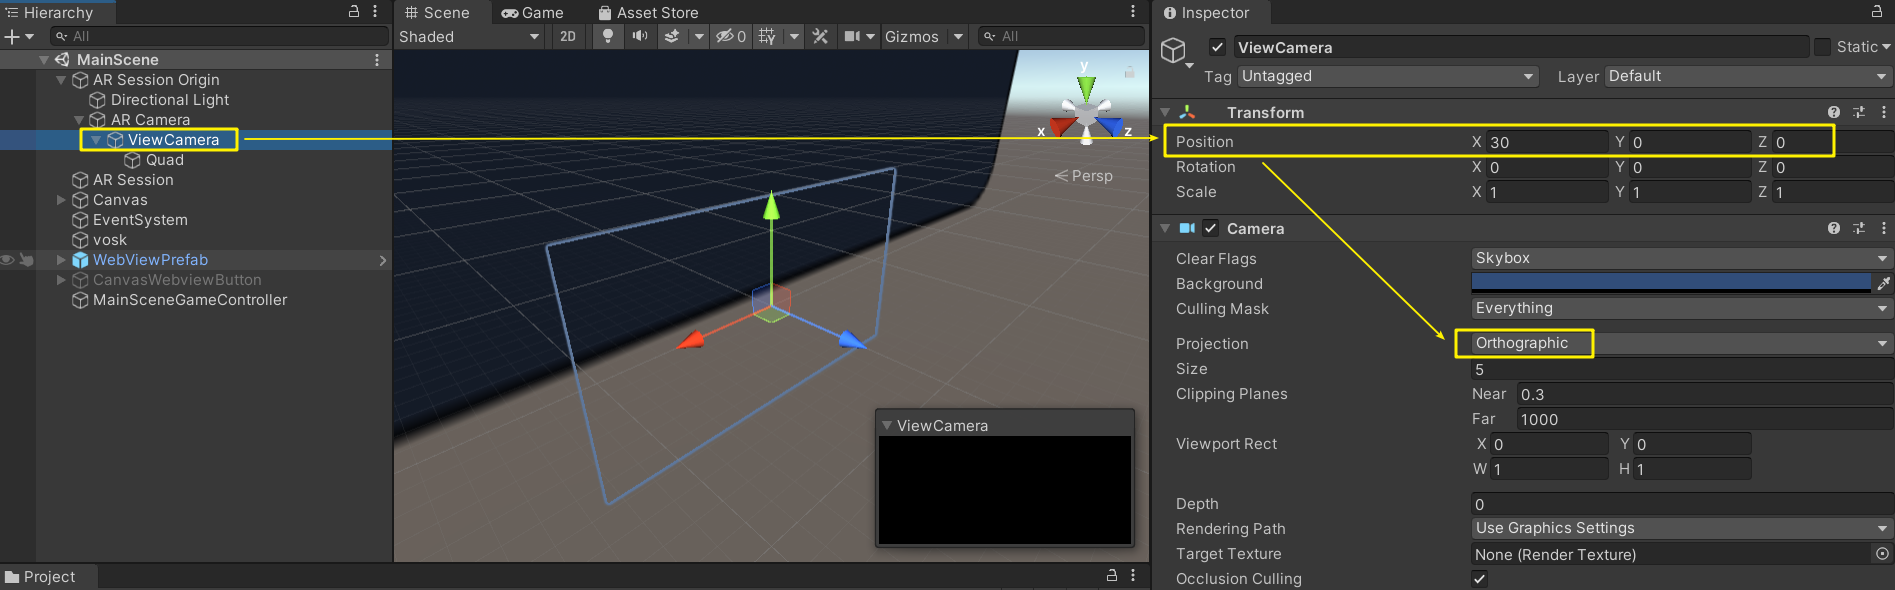 Hierarchy
All
MainScene
AR Session Origin
Directional Light
AR Camera
ViewCamera
Quad
AR Session
Canvas
EventSystem
vosk
WebViewPrefab
CanvasWebviewButton
MainSceneGameController
Project
Scene Game Asset Store
Shaded 2D 0 Gizmos All
y
x z
Persp
ViewCamera
Inspector
ViewCamera Static
Tag Untagged Layer Default
Transform
Position X 30 Y 0 Z 0
Rotation X 0 Y 0 Z 0
Scale X 1 Y 1 Z 1
Camera
Clear Flags Skybox
Background
Culling Mask Everything
Projection Orthographic
Size 5
Clipping Planes Near 0.3
Far 1000
Viewport Rect X 0 Y 0
W 1 H 1
Depth 0
Rendering Path Use Graphics Settings
Target Texture None (Render Texture)
Occlusion Culling